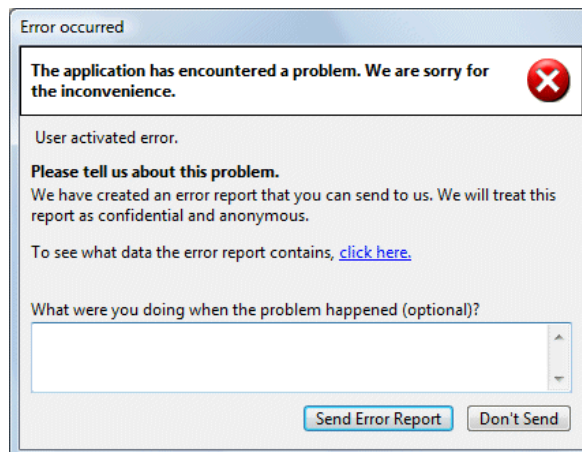 Error occurred
The application has encountered a problem. We are sorry for
the inconvenience.
User activated error.
Please tell us about this problem.
We have created an error report that you can send to us. We will treat this
report as confidential and anonymous.
To see what data the error report contains, click here.
What were you doing when the problem happened (optional)?
Send Error Report Don't Send